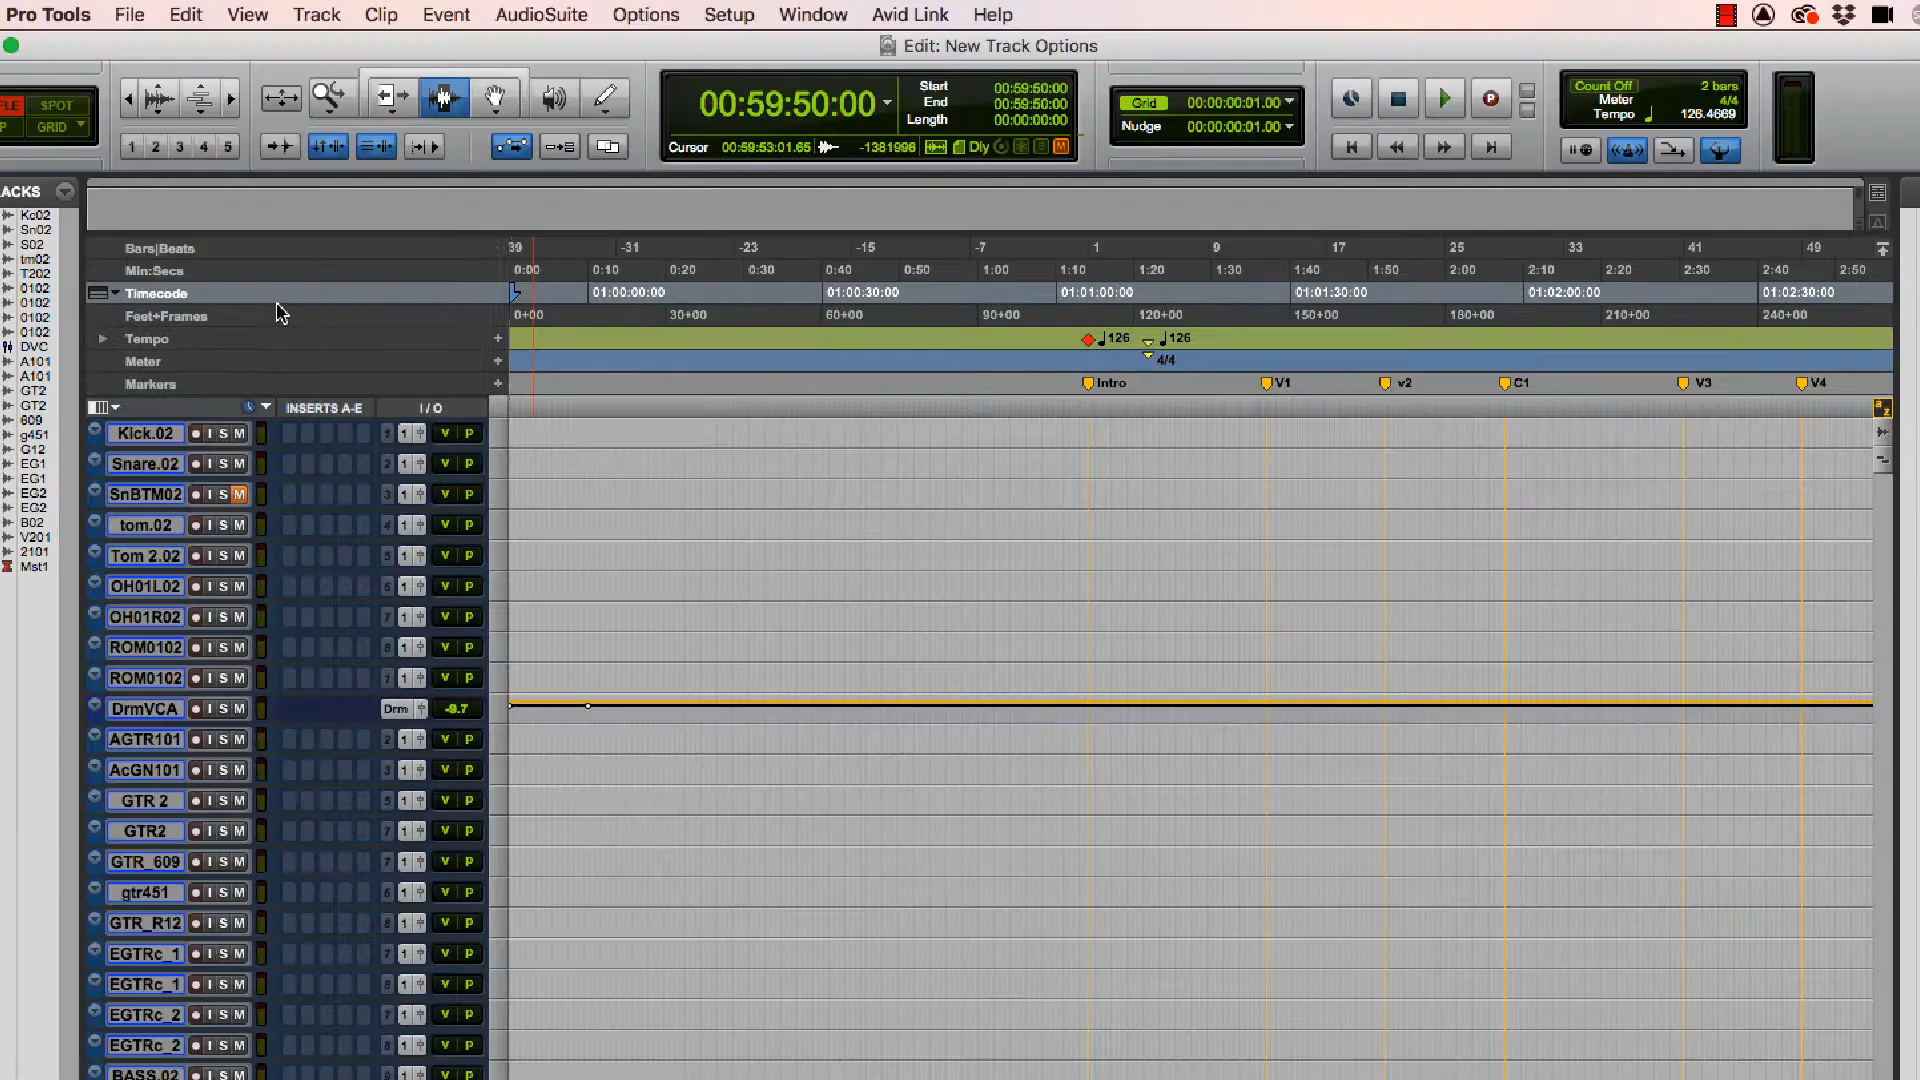 Pro Tools File Edit View Track Clip Event AudioSuite Options Setup Window Avid Link Help
Edit: New Track Options
SPOT
GRID
1 2 3 4 5
00:59:50:00
Start 00:59:50:00
End 00:59:50:00
Length 00:00:00:00
Cursor 00:59:53:01.65 -1381996 Dly S M
Grid 00:00:00:01.00
Nudge 00:00:00:01.00
P
Count Off 2 bars
Meter 4/4
Tempo 126.4669
ACKS
Kc02
Sn02
S02
tm02
T202
0102
0102
0102
0102
DVC
A101
A101
GT2
GT2
609
g451
G12
EG1
EG1
EG2
EG2
B02
V201
2101
Mst1
Bars|Beats 39 -31 -23 -15 -7 1 9 17 25 33 41 49
Min:Secs 0:00 0:10 0:20 0:30 0:40 0:50 1:00 1:10 1:20 1:30 1:40 1:50 2:00 2:10 2:20 2:30 2:40 2:50
Timecode 01:00:00:00 01:00:30:00 01:01:00:00 01:01:30:00 01:02:00:00 01:02:30:00
Feet+Frames 0+00 30+00 60+00 90+00 120+00 150+00 180+00 210+00 240+00
Tempo + 126 126
Meter + 4/4
Markers + Intro V1 v2 C1 V3 V4
INSERTS A-E I / O
a z
Kick.02 I S M 1 1 V P
Snare.02 I S M 2 1 V P
SnBTM02 I S M 3 1 V P
tom.02 I S M 4 1 V P
Tom 2.02 I S M 5 1 V P
OH01L02 I S M 6 1 V P
OH01R02 I S M 7 1 V P
ROM0102 I S M 8 1 V P
ROM0102 I S M 1 1 V P
DrmVCA I S M Drm -9.7
AGTR101 I S M 2 1 V P
AcGN101 I S M 3 1 V P
GTR 2 I S M 5 1 V P
GTR2 I S M 7 1 V P
GTR_609 I S M 7 1 V P
gtr451 I S M 6 1 V P
GTR_R12 I S M 8 1 V P
EGTRc_1 I S M 7 1 V P
EGTRc_1 I S M 8 1 V P
EGTRc_2 I S M 7 1 V P
EGTRc_2 I S M 8 1 V P
BASS.02 I S M 1 V P